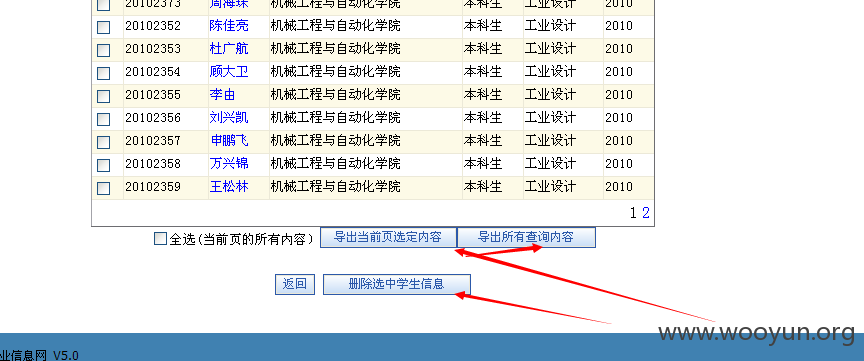 20102373 周海珠 机械工程与自动化学院 本科生 工业设计 2010
20102352 陈佳亮 机械工程与自动化学院 本科生 工业设计 2010
20102353 杜广航 机械工程与自动化学院 本科生 工业设计 2010
20102354 顾大卫 机械工程与自动化学院 本科生 工业设计 2010
20102355 李由 机械工程与自动化学院 本科生 工业设计 2010
20102356 刘兴凯 机械工程与自动化学院 本科生 工业设计 2010
20102357 申鹏飞 机械工程与自动化学院 本科生 工业设计 2010
20102358 万兴锦 机械工程与自动化学院 本科生 工业设计 2010
20102359 王松林 机械工程与自动化学院 本科生 工业设计 2010
1 2
全选(当前页的所有内容) 导出当前页选定内容 导出所有查询内容
返回 删除选中学生信息
www.wooyun.org
业信息网 V5.0